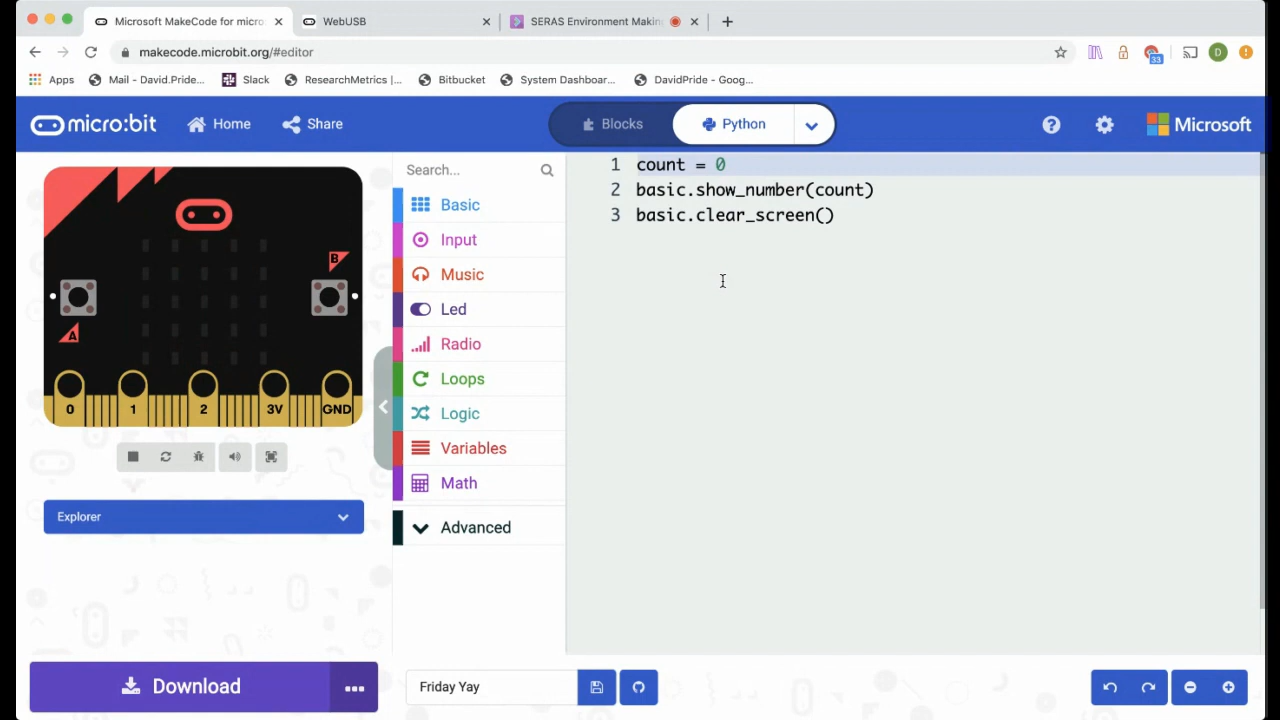 Microsoft MakeCode for micro:
WebUSB
SERAS Environment Makin
makecode.microbit.org/#editor
33
D
Apps
Mail - David.Pride...
Slack
ResearchMetrics |...
Bitbucket
System Dashboar...
DavidPride - Goog...
micro:bit
Home
Share
Blocks
Python
Microsoft
Search...
Basic
Input
Music
Led
Radio
Loops
Logic
Variables
Math
Advanced
1 count = 0
2 basic.show_number(count)
3 basic.clear_screen()
B
A
0 1 2 3V GND
Explorer
Download
Friday Yay